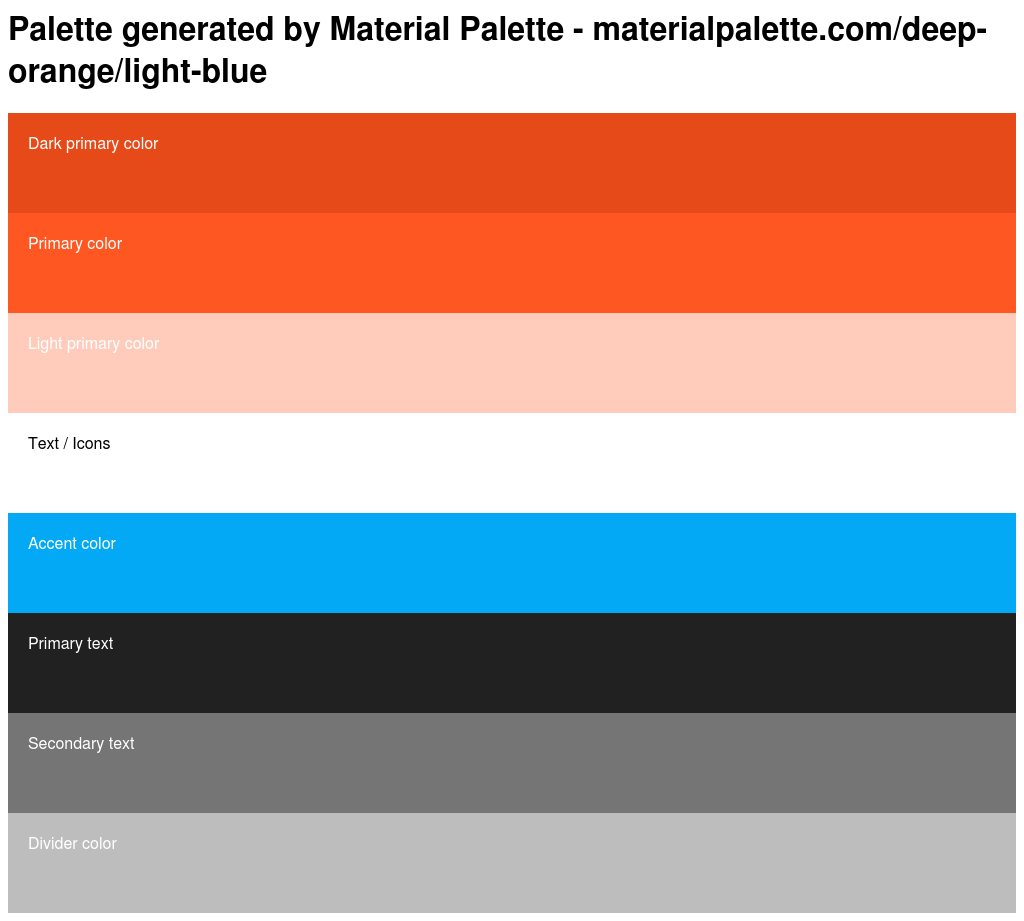 Palette generated by Material Palette - materialpalette.com/deep-
orange/light-blue
Dark primary color
Primary color
Light primary color
Text / Icons
Accent color
Primary text
Secondary text
Divider color